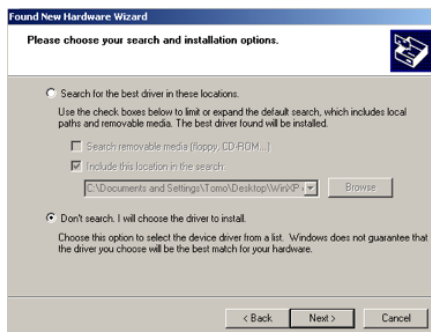 Found New Hardware Wizard
Please choose your search and installation options.
Search for the best driver in these locations.
Use the check boxes below to limit or expand the default search, which includes local
paths and removable media. The best driver found will be installed.
Search removable media (floppy, CD-ROM...)
Include this location in the search:
C:\Documents and Settings\Tomo\Desktop\WinXP
Browse
Don't search. I will choose the driver to install.
Choose this option to select the device driver from a list. Windows does not guarantee that
the driver you choose will be the best match for your hardware.
< Back
Next >
Cancel